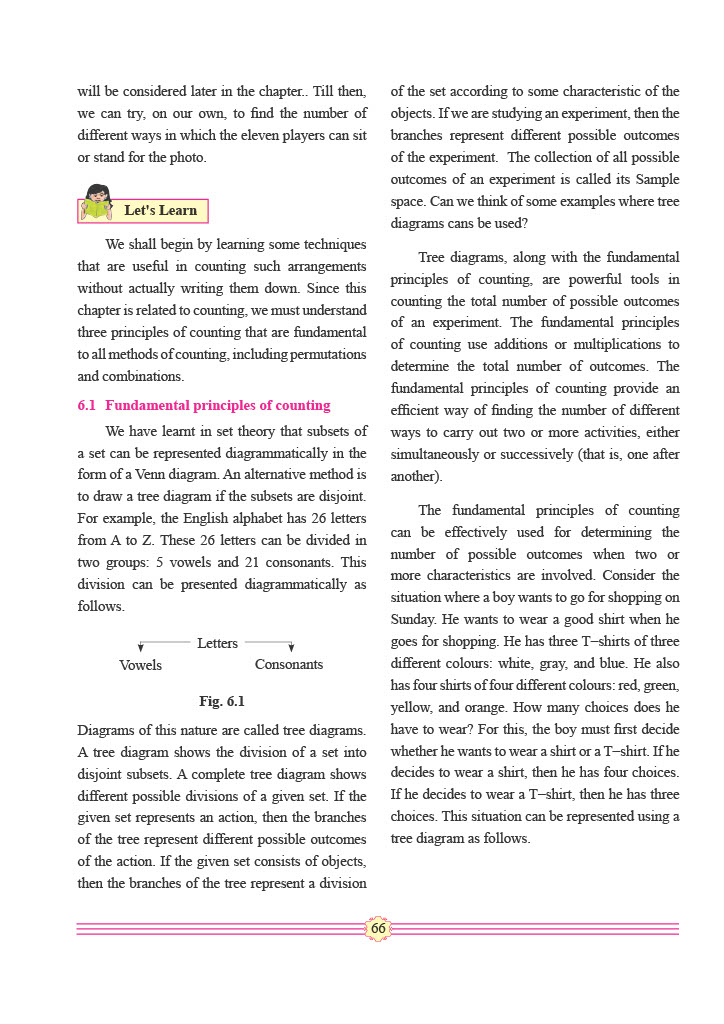 will be considered later in the chapter.. Till then,
we can try, on our own, to find the number of
different ways in which the eleven players can sit
or stand for the photo.
Let's Learn
We shall begin by learning some techniques
that are useful in counting such arrangements
without actually writing them down. Since this
chapter is related to counting, we must understand
three principles of counting that are fundamental
to all methods of counting, including permutations
and combinations.
6.1 Fundamental principles of counting
We have learnt in set theory that subsets of
a set can be represented diagrammatically in the
form of a Venn diagram. An alternative method is
to draw a tree diagram if the subsets are disjoint.
For example, the English alphabet has 26 letters
from A to Z. These 26 letters can be divided in
two groups: 5 vowels and 21 consonants. This
division can be presented diagrammatically as
follows.
Letters
Vowels Consonants
Fig. 6.1
Diagrams of this nature are called tree diagrams.
A tree diagram shows the division of a set into
disjoint subsets. A complete tree diagram shows
different possible divisions of a given set. If the
given set represents an action, then the branches
of the tree represent different possible outcomes
of the action. If the given set consists of objects,
then the branches of the tree represent a division
of the set according to some characteristic of the
objects. If we are studying an experiment, then the
branches represent different possible outcomes
of the experiment. The collection of all possible
outcomes of an experiment is called its Sample
space. Can we think of some examples where tree
diagrams cans be used?
Tree diagrams, along with the fundamental
principles of counting, are powerful tools in
counting the total number of possible outcomes
of an experiment. The fundamental principles
of counting use additions or multiplications to
determine the total number of outcomes. The
fundamental principles of counting provide an
efficient way of finding the number of different
ways to carry out two or more activities, either
simultaneously or successively (that is, one after
another).
The fundamental principles of counting
can be effectively used for determining the
number of possible outcomes when two or
more characteristics are involved. Consider the
situation where a boy wants to go for shopping on
Sunday. He wants to wear a good shirt when he
goes for shopping. He has three T–shirts of three
different colours: white, gray, and blue. He also
has four shirts of four different colours: red, green,
yellow, and orange. How many choices does he
have to wear? For this, the boy must first decide
whether he wants to wear a shirt or a T–shirt. If he
decides to wear a shirt, then he has four choices.
If he decides to wear a T–shirt, then he has three
choices. This situation can be represented using a
tree diagram as follows.
66